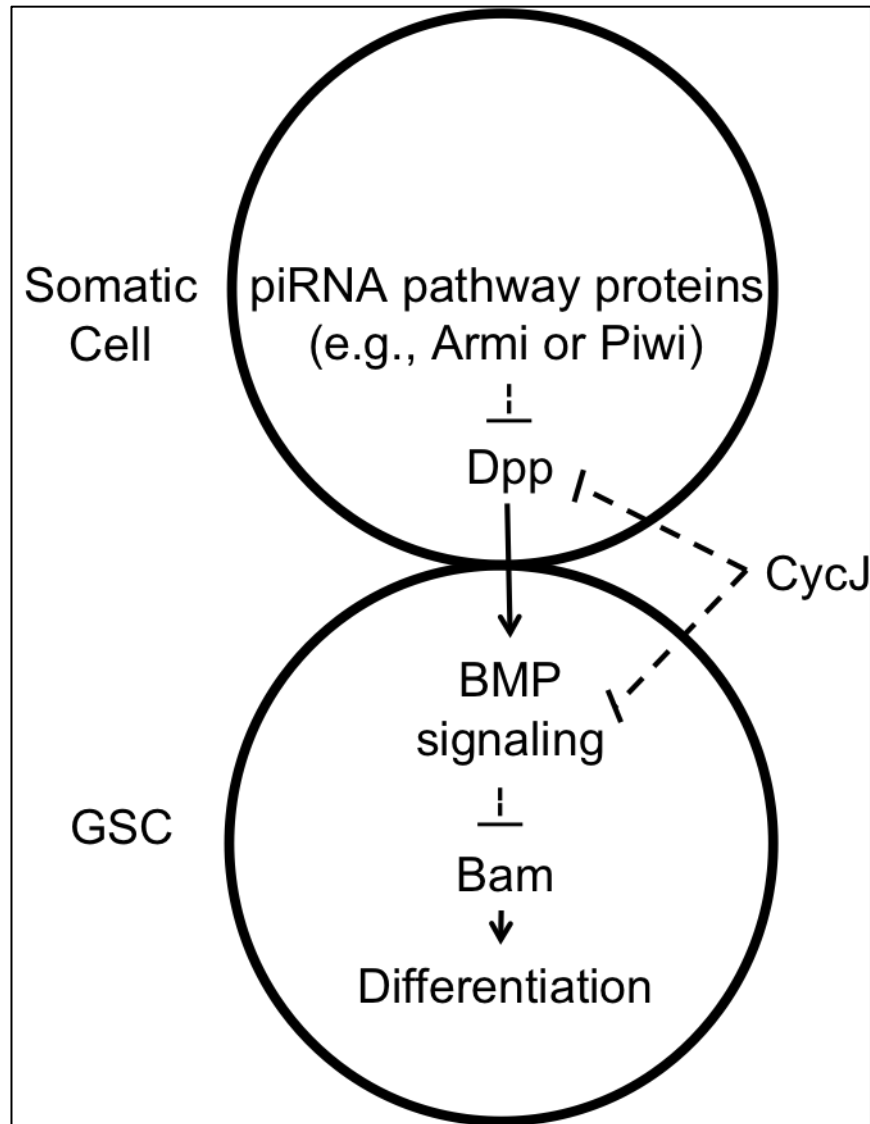 Somatic
Cell
piRNA pathway proteins
(e.g., Armi or Piwi)
Dpp
CycJ
BMP
signaling
GSC
Bam
Differentiation